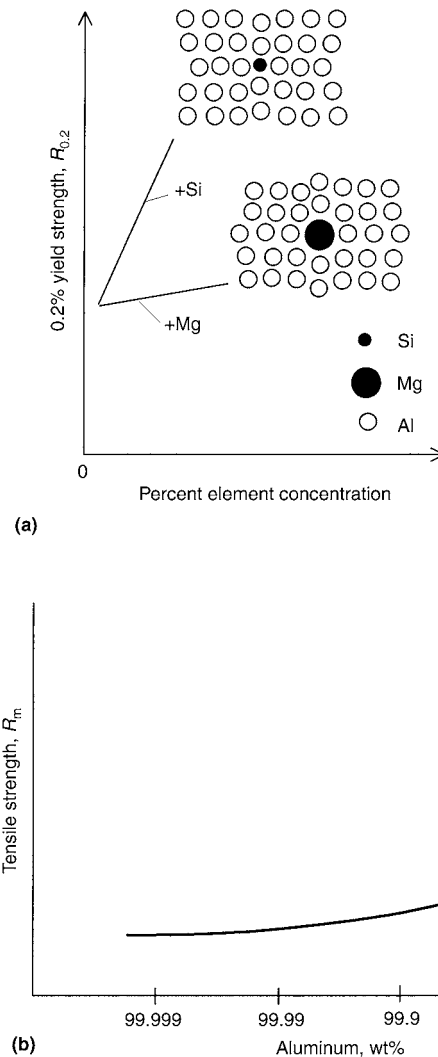 0.2% yield strength, R0.2
+Si
+Mg
Si
Mg
Al
0
Percent element concentration
(a)
Tensile strength, Rm
99.999
99.99
99.9
(b)
Aluminum, wt%